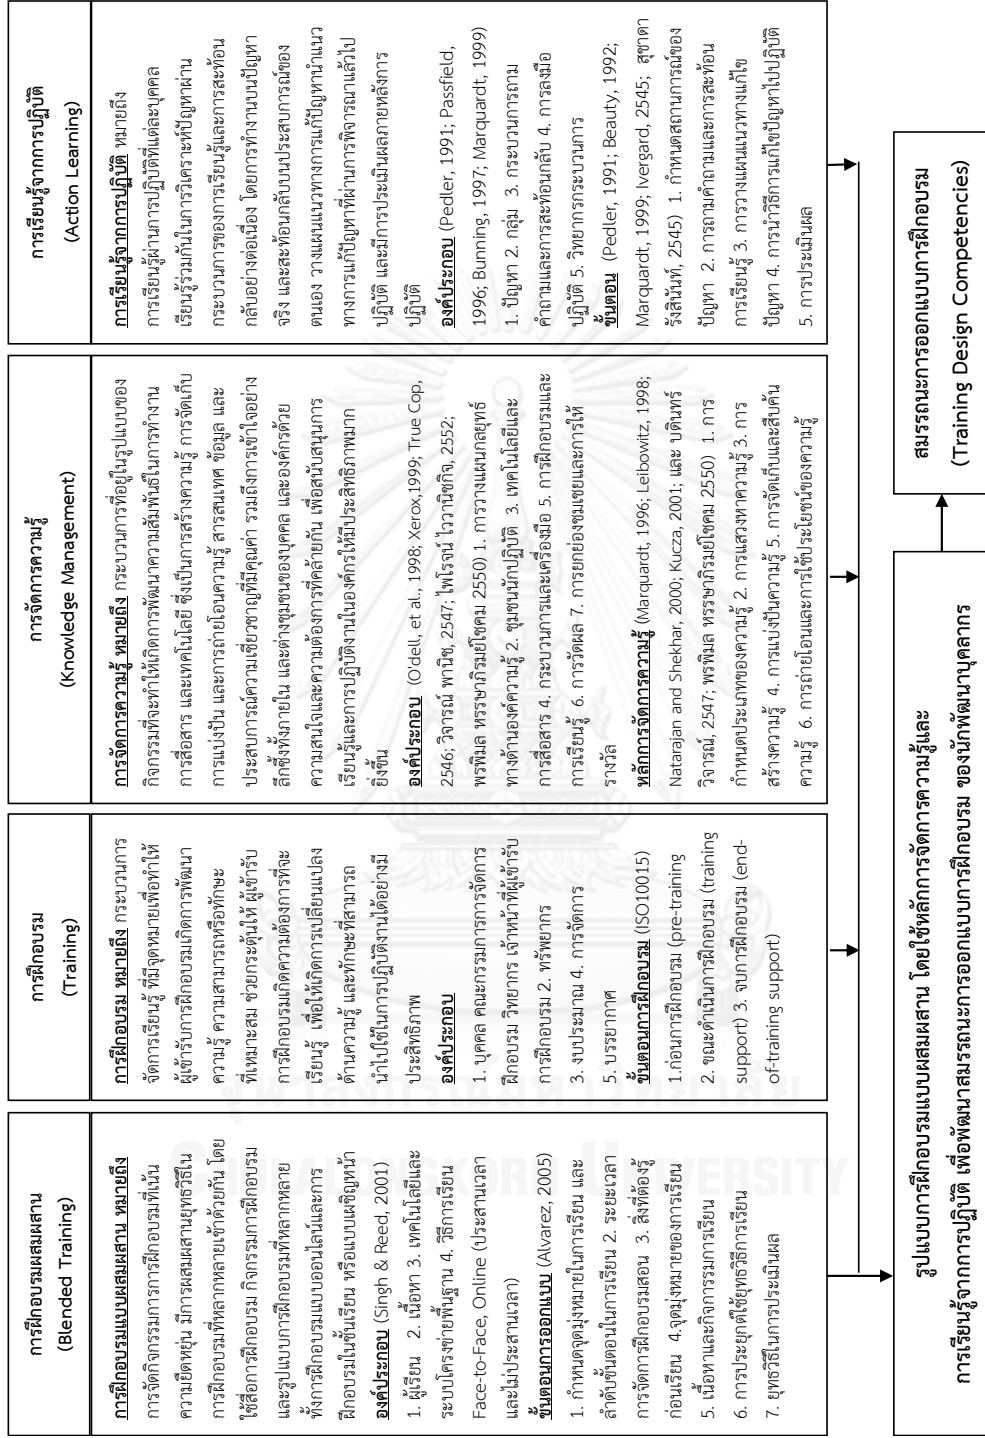 การฝึกอบรมผสมผสาน
(Blended Training)
การฝึกอบรมแบบผสมผสาน หมายถึง
การจัดกิจกรรมการฝึกอบรมที่เน้น
ความยืดหยุ่น มีการผสมผสานยุทธวิธีใน
การฝึกอบรมที่หลากหลายเข้าด้วยกัน โดย
ใช้สื่อการฝึกอบรม กิจกรรมการฝึกอบรม
และรูปแบบการฝึกอบรมที่หลากหลาย
ทั้งการฝึกอบรมแบบออนไลน์และการ
ฝึกอบรมในชั้นเรียน หรือแบบเผชิญหน้า
องค์ประกอบ (Singh & Reed, 2001)
1. ผู้เรียน 2. เนื้อหา 3. เทคโนโลยีและ
ระบบโครงข่ายพื้นฐาน 4. วิธีการเรียน
Face-to-Face, Online (ประสานเวลา
และไม่ประสานเวลา)
ขั้นตอนการออกแบบ (Alvarez, 2005)
1. กำหนดจุดมุ่งหมายในการเรียน และ
ลำดับขั้นตอนในการเรียน 2. ระยะเวลา
การจัดการฝึกอบรมสอน 3. สิ่งที่ต้องรู้
ก่อนเรียน 4.จุดมุ่งหมายของการเรียน
5. เนื้อหาและกิจการรมการเรียน
6. การประยุกต์ใช้ยุทธวิธีการเรียน
7. ยุทธวิธีในการประเมินผล
การฝึกอบรม
(Training)
การฝึกอบรม หมายถึง กระบวนการ
จัดการเรียนรู้ ที่มีจุดหมายเพื่อทำให้
ผู้เข้ารับการฝึกอบรมเกิดการพัฒนา
ความรู้ ความสามารถหรือทักษะ
ที่เหมาะสม ช่วยกระตุ้นให้ ผู้เข้ารับ
การฝึกอบรมเกิดความต้องการที่จะ
เรียนรู้ เพื่อให้เกิดการเปลี่ยนแปลง
ด้านความรู้ และทักษะที่สามารถ
นำไปใช้ในการปฏิบัติงานได้อย่างมี
ประสิทธิภาพ
องค์ประกอบ
1. บุคคล คณะกรรมการการจัดการ
ฝึกอบรม วิทยากร เจ้าหน้าที่ผู้เข้ารับ
การฝึกอบรม 2. ทรัพยากร
3. งบประมาณ 4. การจัดการ
5. บรรยากาศ
ขั้นตอนการฝึกอบรม (ISO10015)
1.ก่อนการฝึกอบรม (pre-training
2. ขณะดำเนินการฝึกอบรม (training
support) 3. จบการฝึกอบรม (end-
of-training support)
การจัดการความรู้
(Knowledge Management)
การจัดการความรู้ หมายถึง กระบวนการที่อยู่ในรูปแบบของ
กิจกรรมที่จะทำให้เกิดการพัฒนาความสัมพันธ์ในการทำงาน
การสื่อสาร และเทคโนโลยี ซึ่งเป็นการสร้างความรู้ การจัดเก็บ
การแบ่งปัน และการถ่ายโอนความรู้ สารสนเทศ ข้อมูล และ
ประสบการณ์ความเชี่ยวชาญที่มีคุณค่า รวมถึงการเข้าใจอย่าง
ลึกซึ้งทั้งภายใน และต่างชุมชนของบุคคล และองค์กรด้วย
ความสนใจและความต้องการที่คล้ายกัน เพื่อสนับสนุนการ
เรียนรู้และการปฏิบัติงานในองค์กรให้มีประสิทธิภาพมาก
ยิ่งขึ้น
องค์ประกอบ (O'dell, et al., 1998; Xerox,1999; True Cop,
2546; วิจารณ์ พานิช, 2547; ไพโรจน์ ไววานิชกิจ, 2552;
พรพิมล หรรษาภิรมย์โชคม 2550) 1. การวางแผนกลยุทธ์
ทางด้านองค์ความรู้ 2. ชุมชนนักปฏิบัติ 3. เทคโนโลยีและ
การสื่อสาร 4. กระบวนการและเครื่องมือ 5. การฝึกอบรมและ
การเรียนรู้ 6. การวัดผล 7. การยกย่องชมเชยและการให้
รางวัล
หลักการจัดการความรู้ (Marquardt, 1996; Leibowitz, 1998;
Natarajan and Shekhar, 2000; Kucza, 2001; และ บดินทร์
วิจารณ์, 2547; พรพิมล หรรษาภิรมย์โชคม 2550) 1. การ
กำหนดประเภทของความรู้ 2. การแสวงหาความรู้ 3. การ
สร้างความรู้ 4. การแบ่งปันความรู้ 5. การจัดเก็บและสืบค้น
ความรู้ 6. การถ่ายโอนและการใช้ประโยชน์ของความรู้
การเรียนรู้จากการปฏิบัติ
(Action Learning)
การเรียนรู้จากการปฏิบัติ หมายถึง
การเรียนรู้ผ่านการปฏิบัติที่แต่ละบุคคล
เรียนรู้ร่วมกันในการวิเคราะห์ปัญหาผ่าน
กระบวนการของการเรียนรู้และการสะท้อน
กลับอย่างต่อเนื่อง โดยการทำงานบนปัญหา
จริง และสะท้อนกลับบนประสบการณ์ของ
ตนเอง วางแผนแนวทางการแก้ปัญหานำแนว
ทางการแก้ปัญหาที่ผ่านการพิจารณาแล้วไป
ปฏิบัติ และมีการประเมินผลภายหลังการ
ปฏิบัติ
องค์ประกอบ (Pedler, 1991; Passfield,
1996; Bunning, 1997; Marquardt, 1999)
1. ปัญหา 2. กลุ่ม 3. กระบวนการถาม
คำถามและการสะท้อนกลับ 4. การลงมือ
ปฏิบัติ 5. วิทยากรกระบวนการ
ขั้นตอน (Pedler, 1991; Beauty, 1992;
Marquardt, 1999; Ivergard, 2545; สุชาดา
รังสินันท์, 2545) 1. กำหนดสถานการณ์ของ
ปัญหา 2. การถามคำถามและการสะท้อน
การเรียนรู้ 3. การวางแผนแนวทางแก้ไข
ปัญหา 4. การนำวิธีการแก้ไขปัญหาไปปฏิบัติ
5. การประเมินผล
รูปแบบการฝึกอบรมแบบผสมผสาน โดยใช้หลักการจัดการความรู้และ
การเรียนรู้จากการปฏิบัติ เพื่อพัฒนาสมรรถนะการออกแบบการฝึกอบรม ของนักพัฒนาบุคลากร
สมรรถนะการออกแบบการฝึกอบรม
(Training Design Competencies)
จุฬาลงกรณ์มหาวิทยาลัย
CHULALONGKORN UNIVERSITY